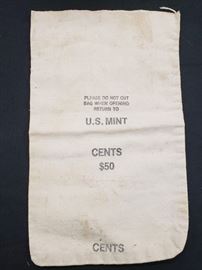 PLEASE DO NOT CUT
BAG WHEN OPENING
RETURN TO
U.S. MINT
CENTS
$50
CENTS